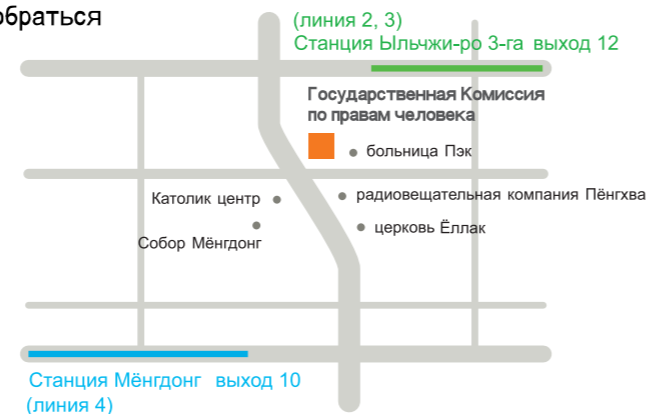 обраться
(линия 2, 3)
Станция Ыльчжи-ро 3-га выход 12
Государственная Комиссия
по правам человека
больница Пэк
Католик центр
радиовещательная компания Пёнгхва
Собор Мёнгдонг
церковь Ёллак
Станция Мёнгдонг выход 10
(линия 4)